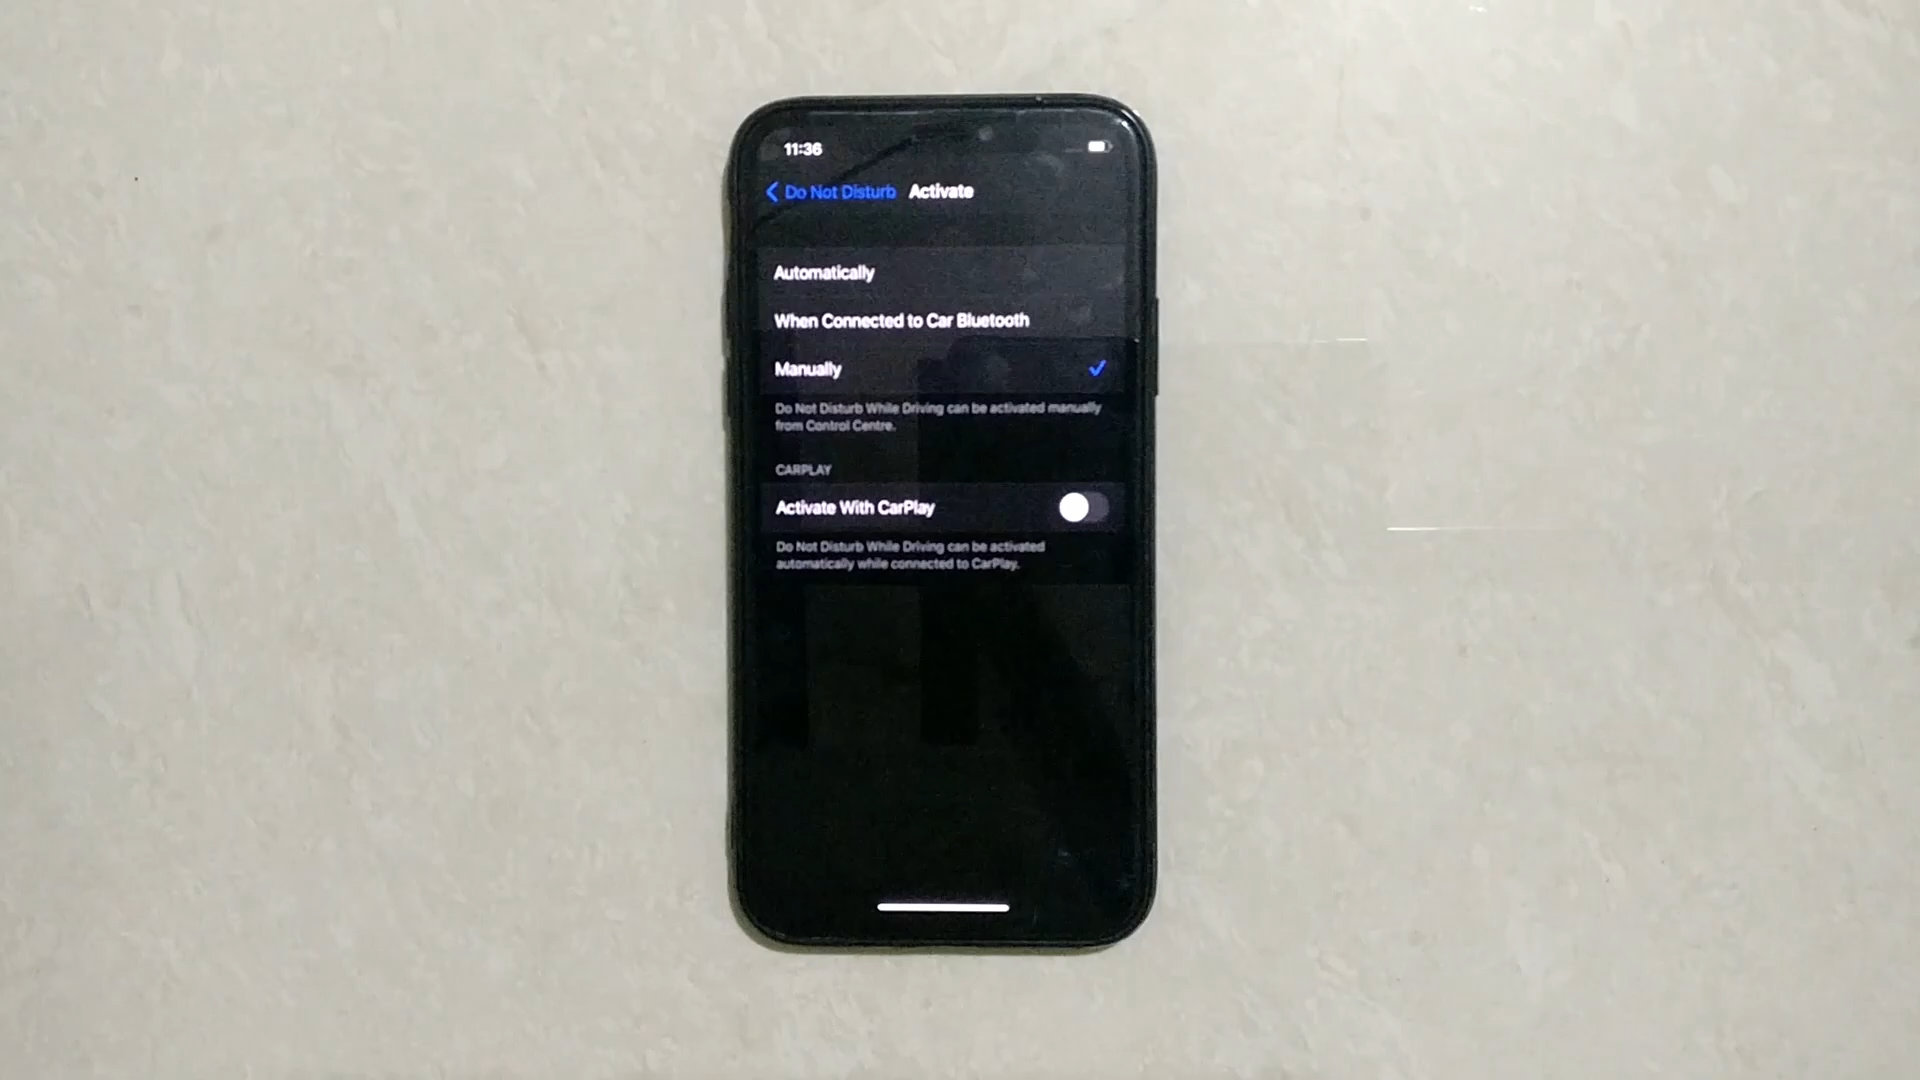 11:36
Do Not Disturb Activate
Automatically
When Connected to Car Bluetooth
Manually
Do Not Disturb While Driving can be activated manually
from Control Centre.
CARPLAY
Activate With CarPlay
Do Not Disturb While Driving can be activated
automatically while connected to CarPlay.